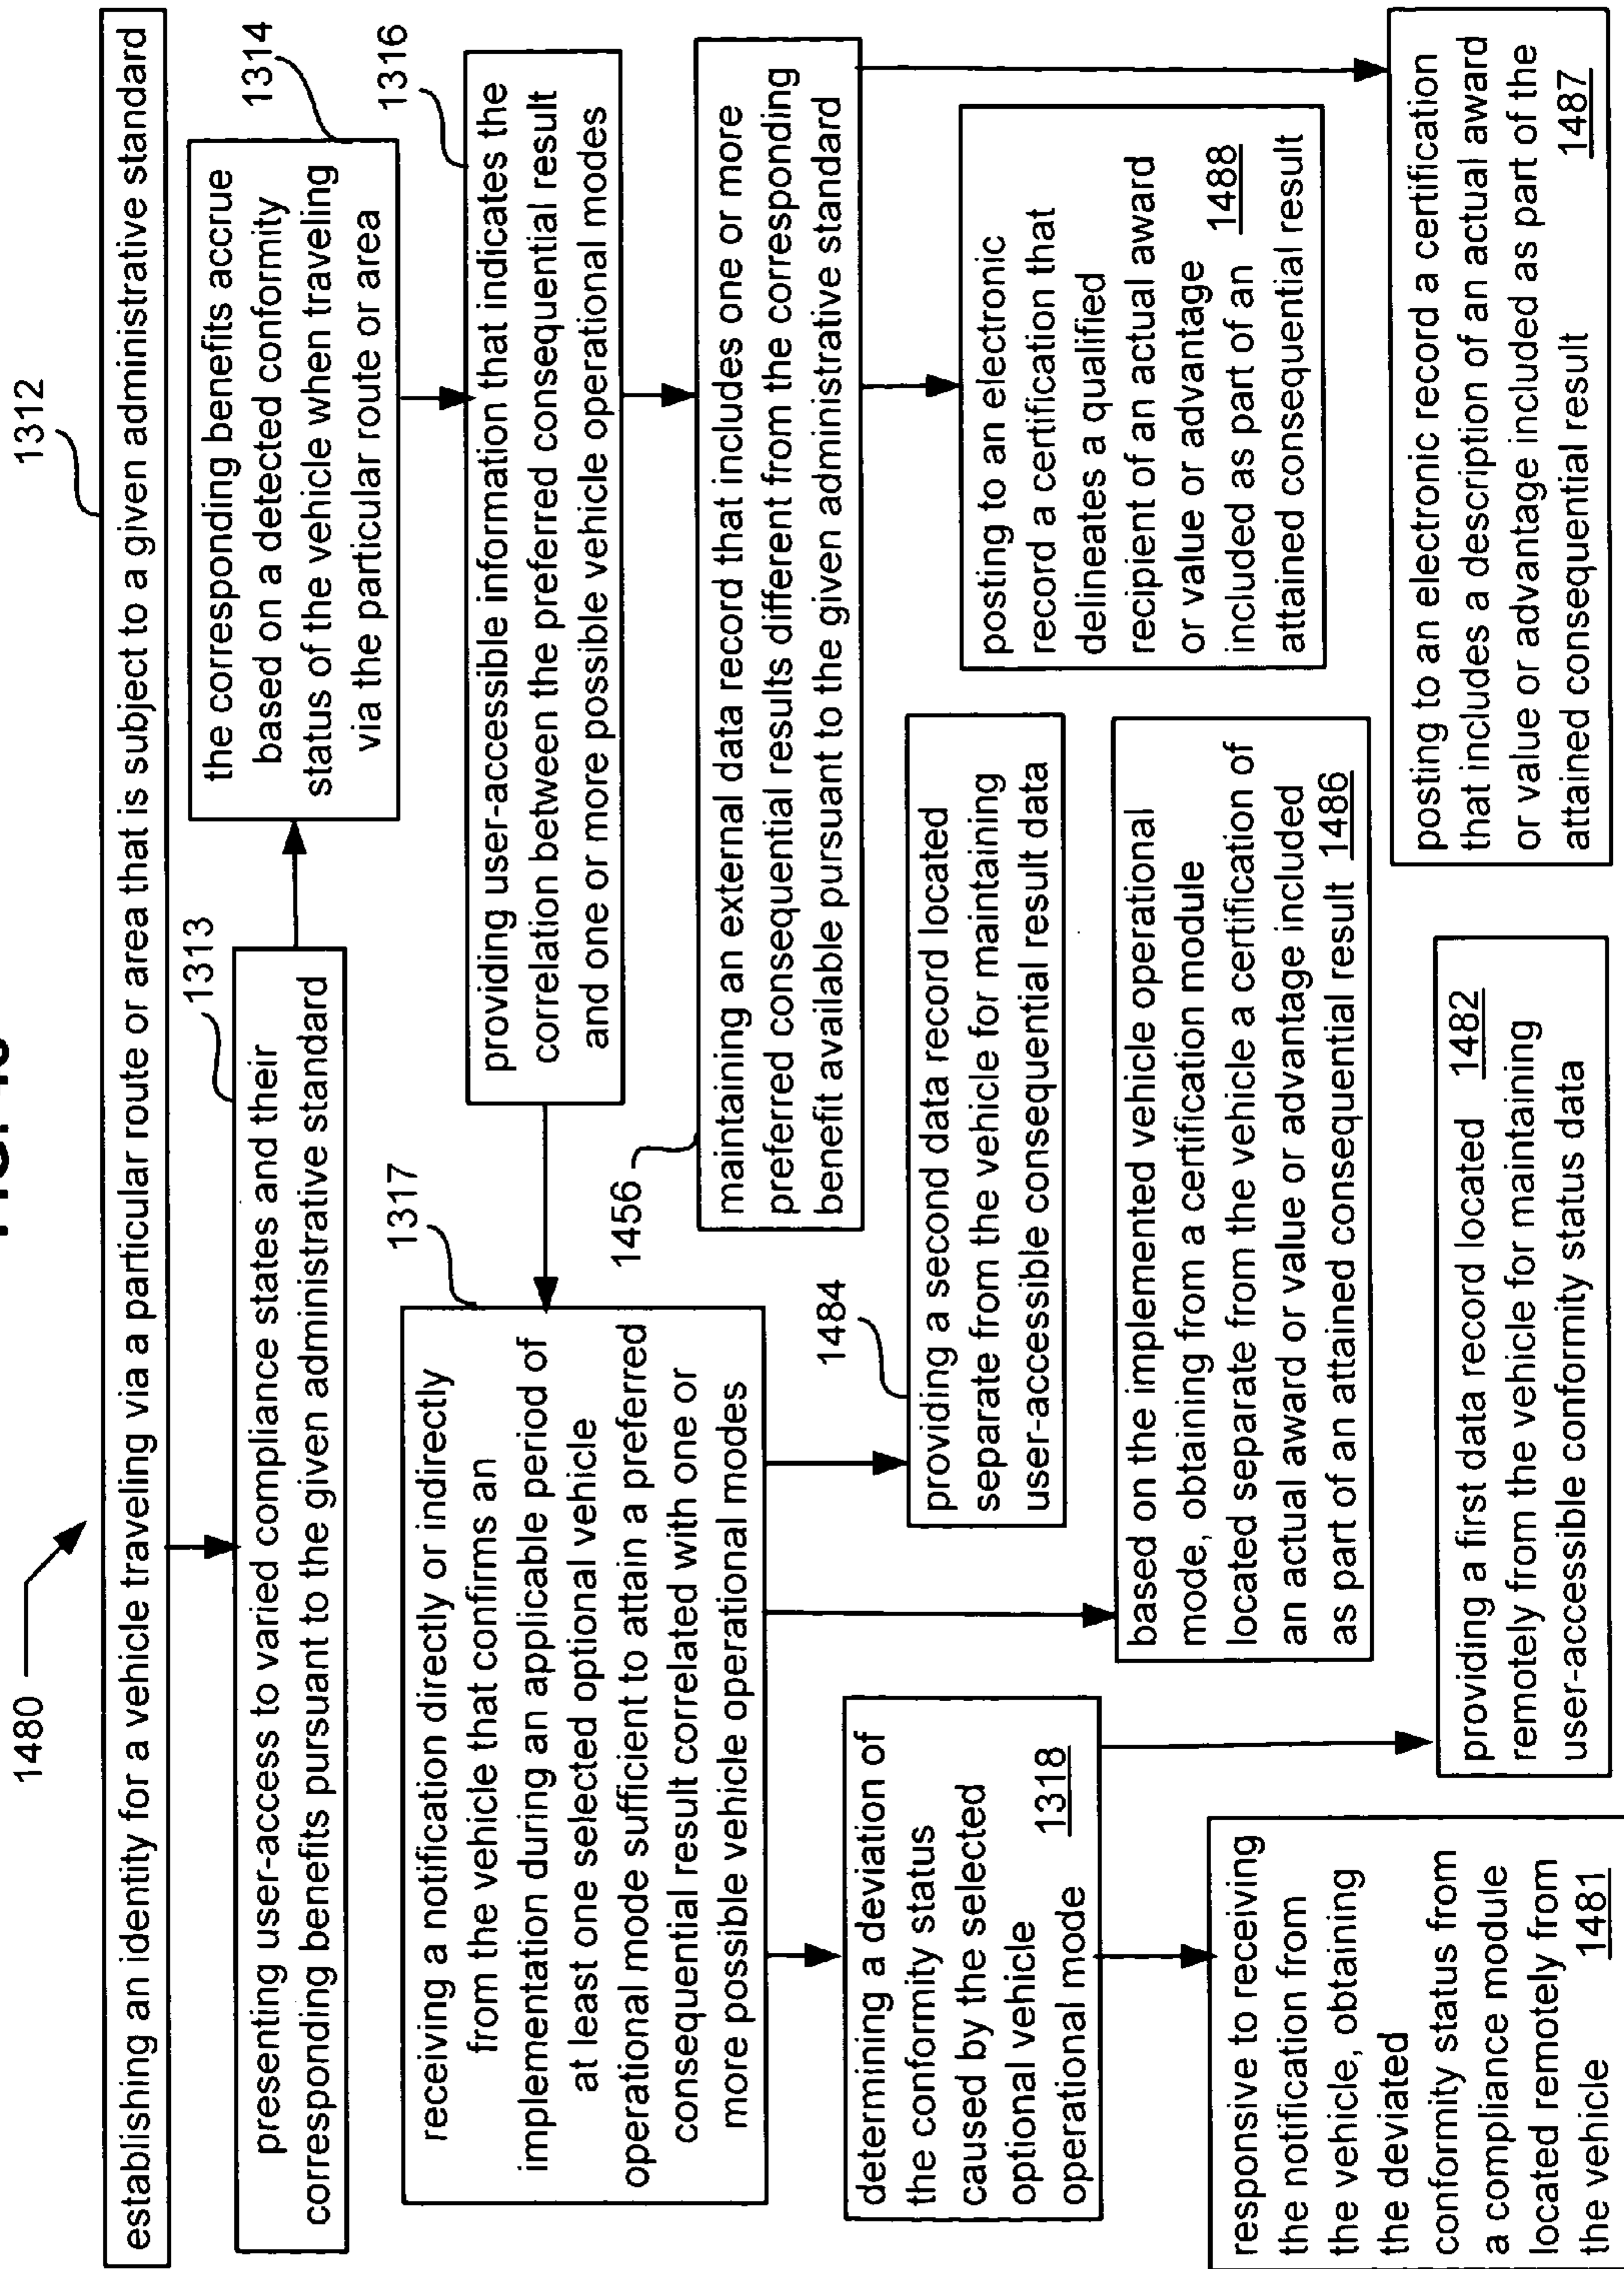 1480
1312
establishing an identity for a vehicle traveling via a particular route or area that is subject to a given administrative standard
1313
presenting user-access to varied compliance states and their
corresponding benefits pursuant to the given administrative standard
1314
the corresponding benefits accrue
based on a detected conformity
status of the vehicle when traveling
via the particular route or area
1316
providing user-accessible information that indicates the
correlation between the preferred consequential result
and one or more possible vehicle operational modes
1317
receiving a notification directly or indirectly
from the vehicle that confirms an
implementation during an applicable period of
at least one selected optional vehicle
operational mode sufficient to attain a preferred
consequential result correlated with one or
more possible vehicle operational modes
1456
maintaining an external data record that includes one or more
preferred consequential results different from the corresponding
benefit available pursuant to the given administrative standard
determining a deviation of
the conformity status
caused by the selected
optional vehicle
operational mode 1318
1484
providing a second data record located
separate from the vehicle for maintaining
user-accessible consequential result data
posting to an electronic
record a certification that
delineates a qualified
recipient of an actual award
or value or advantage 1488
included as part of an
attained consequential result
based on the implemented vehicle operational
mode, obtaining from a certification module
located separate from the vehicle a certification of
an actual award or value or advantage included
as part of an attained consequential result 1486
responsive to receiving
the notification from
the vehicle, obtaining
the deviated
conformity status from
a compliance module
located remotely from
the vehicle 1481
providing a first data record located 1482
remotely from the vehicle for maintaining
user-accessible conformity status data
posting to an electronic record a certification
that includes a description of an actual award
or value or advantage included as part of the
attained consequential result 1487